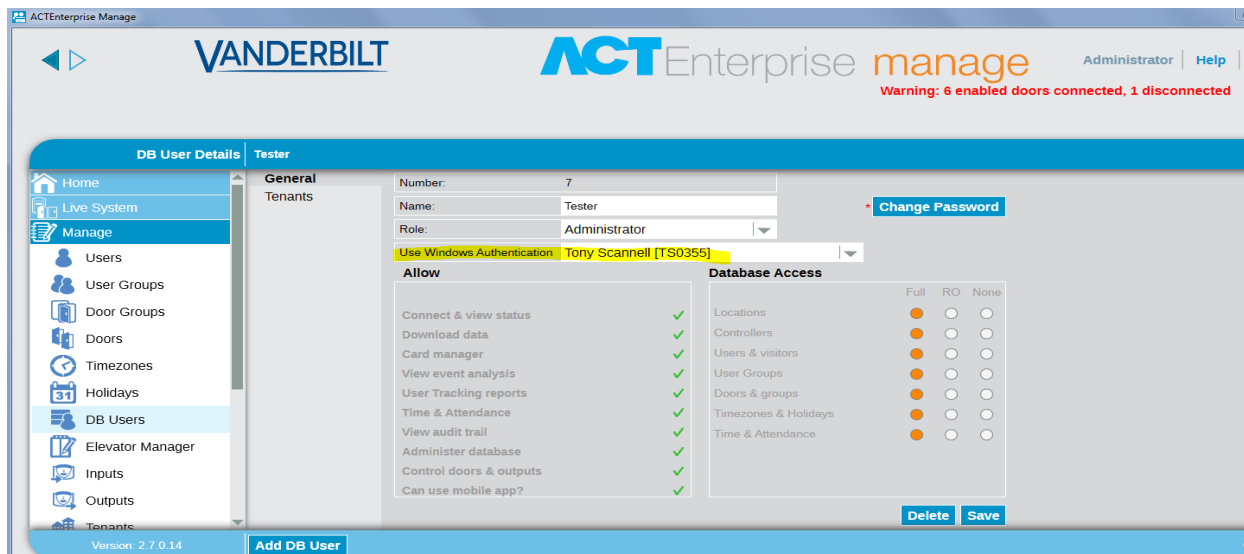 ACTEnterprise Manage
VANDERBILT
ACTEnterprise manage
Administrator | Help |
Warning: 6 enabled doors connected, 1 disconnected
DB User Details
Tester
Home
Live System
Manage
Users
User Groups
Door Groups
Doors
Timezones
Holidays
31
DB Users
Elevator Manager
Inputs
Outputs
Tenants
Version: 2.7.0.14
General
Tenants
Number: 7
Name: Tester
* Change Password
Role: Administrator
Use Windows Authentication Tony Scannell [TS0355]
Allow
Connect & view status
Download data
Card manager
View event analysis
User Tracking reports
Time & Attendance
View audit trail
Administer database
Control doors & outputs
Can use mobile app?
Database Access
Full RO None
Locations
Controllers
Users & visitors
User Groups
Doors & groups
Timezones & Holidays
Time & Attendance
Delete Save
Add DB User